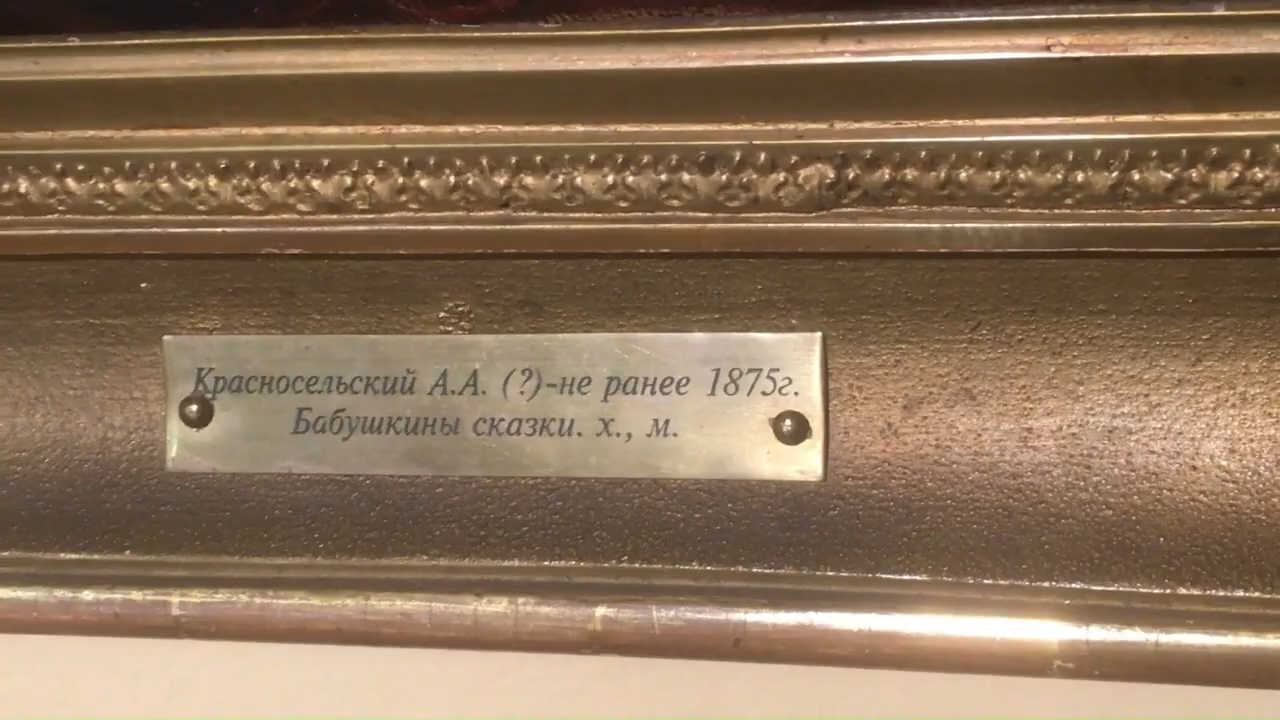 Красносельский А.А. (?)-не ранее 1875г.
Бабушкины сказки. х., м.